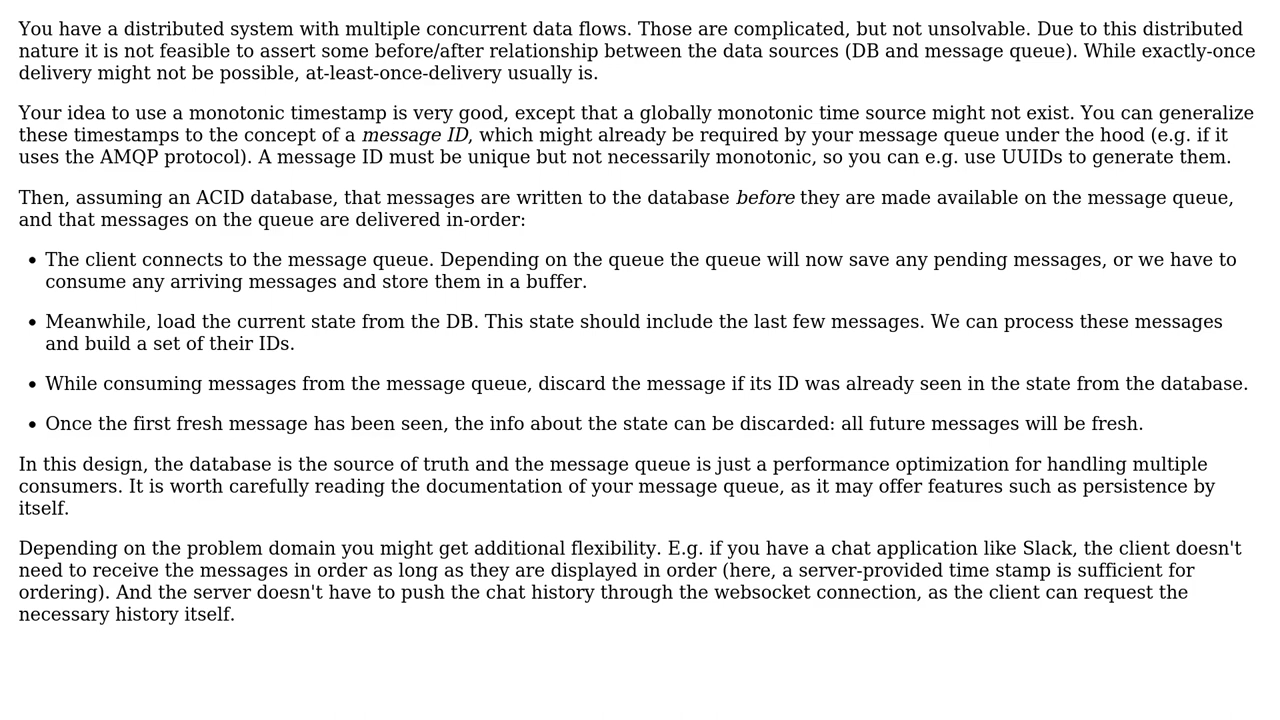 You have a distributed system with multiple concurrent data flows. Those are complicated, but not unsolvable. Due to this distributed
nature it is not feasible to assert some before/after relationship between the data sources (DB and message queue). While exactly-once
delivery might not be possible, at-least-once-delivery usually is.
Your idea to use a monotonic timestamp is very good, except that a globally monotonic time source might not exist. You can generalize
these timestamps to the concept of a message ID, which might already be required by your message queue under the hood (e.g. if it
uses the AMQP protocol). A message ID must be unique but not necessarily monotonic, so you can e.g. use UUIDs to generate them.
Then, assuming an ACID database, that messages are written to the database before they are made available on the message queue,
and that messages on the queue are delivered in-order:
• The client connects to the message queue. Depending on the queue the queue will now save any pending messages, or we have to
consume any arriving messages and store them in a buffer.
• Meanwhile, load the current state from the DB. This state should include the last few messages. We can process these messages
and build a set of their IDs.
• While consuming messages from the message queue, discard the message if its ID was already seen in the state from the database.
• Once the first fresh message has been seen, the info about the state can be discarded: all future messages will be fresh.
In this design, the database is the source of truth and the message queue is just a performance optimization for handling multiple
consumers. It is worth carefully reading the documentation of your message queue, as it may offer features such as persistence by
itself.
Depending on the problem domain you might get additional flexibility. E.g. if you have a chat application like Slack, the client doesn't
need to receive the messages in order as long as they are displayed in order (here, a server-provided time stamp is sufficient for
ordering). And the server doesn't have to push the chat history through the websocket connection, as the client can request the
necessary history itself.